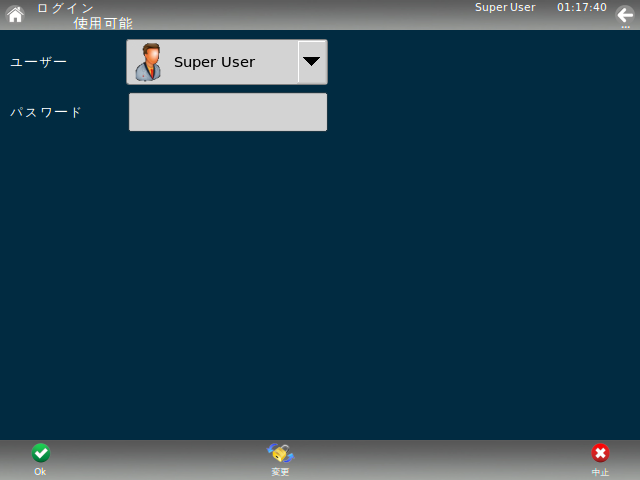 ログイン
使用可能
Super User 01:17:40
ユーザー
Super User
パスワード
Ok
変更
中止